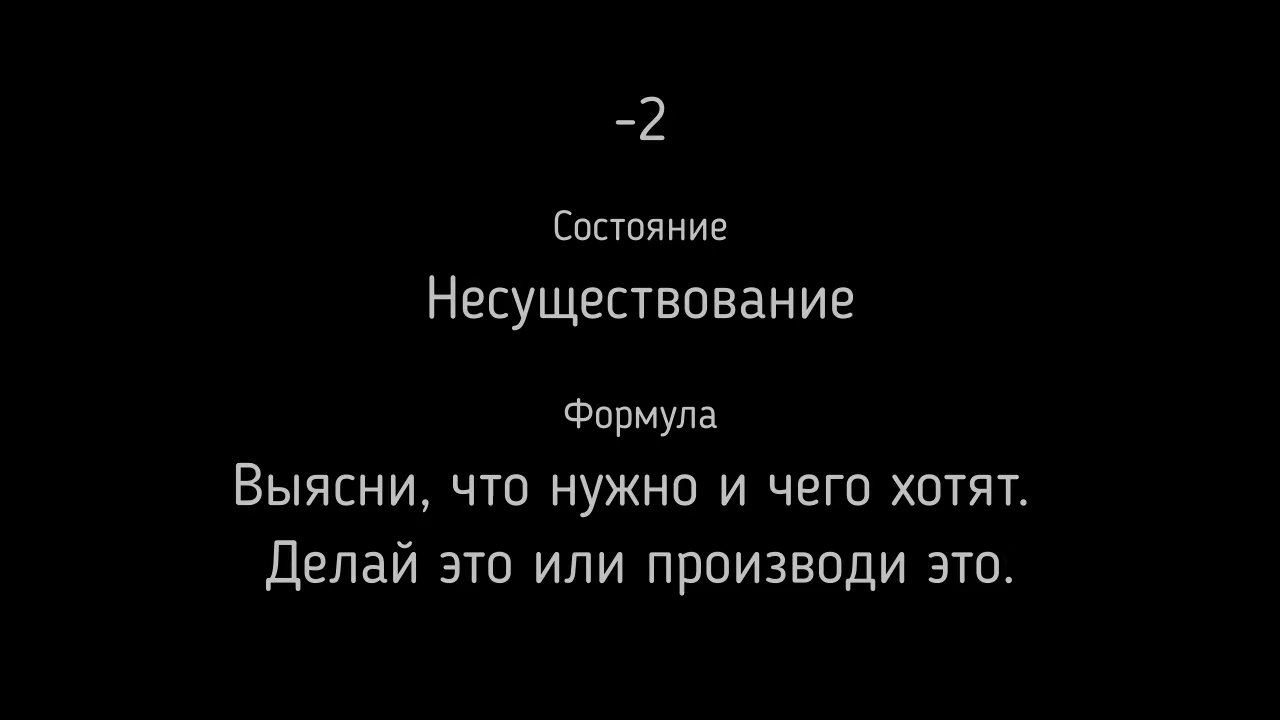 -2
Состояние
Несуществование
Формула
Выясни, что нужно и чего хотят.
Делай это или производи это.